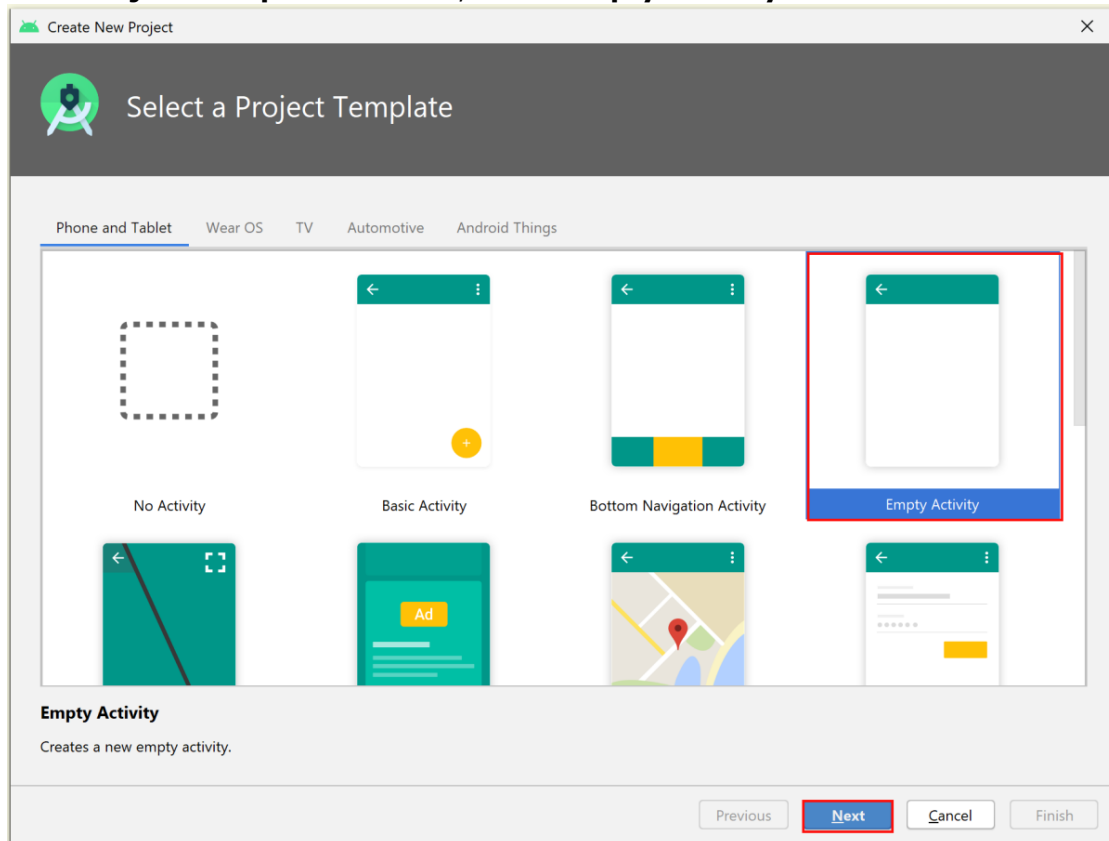 Create New Project
Select a Project Template
Phone and Tablet Wear OS TV Automotive Android Things
No Activity Basic Activity Bottom Navigation Activity Empty Activity
Ad
Empty Activity
Creates a new empty activity.
Previous Next Cancel Finish